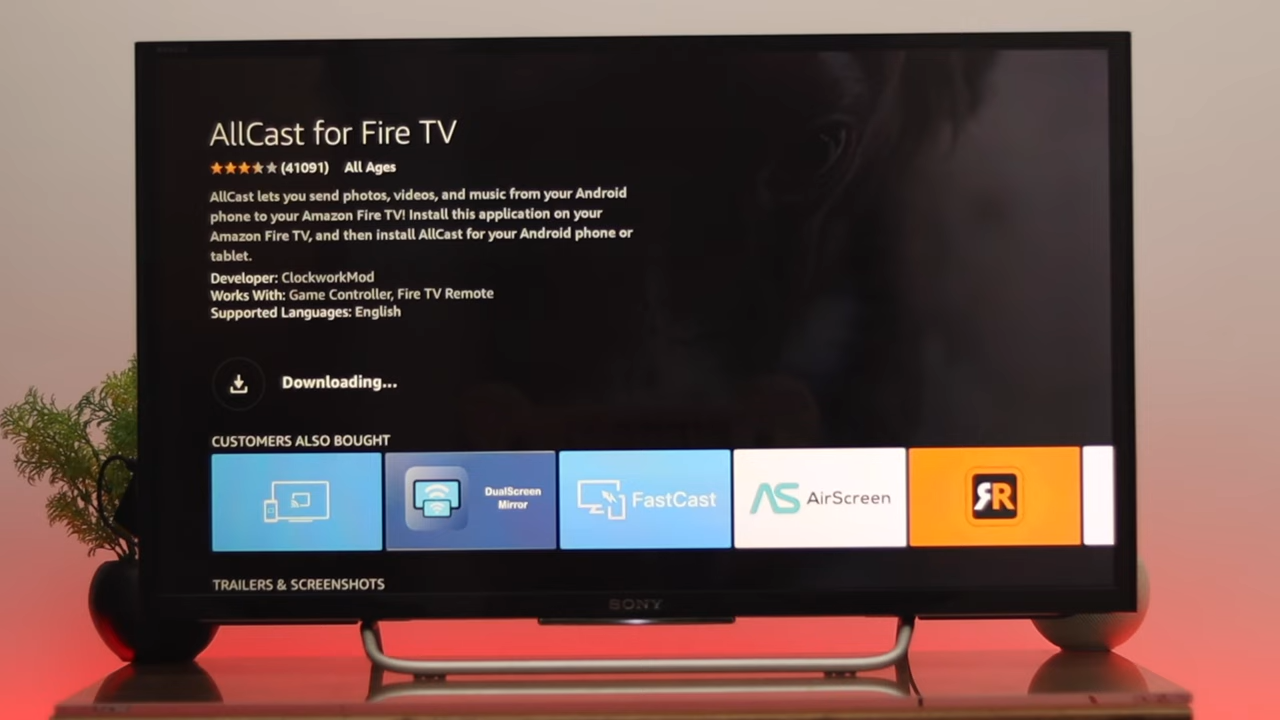 AllCast for Fire TV
(41091) All Ages
AllCast lets you send photos, videos, and music from your Android
phone to your Amazon Fire TV! Install this application on your
Amazon Fire TV, and then install AllCast for your Android phone or
tablet.
Developer: ClockworkMod
Works With: Game Controller, Fire TV Remote
Supported Languages: English
Downloading...
CUSTOMERS ALSO BOUGHT
DualScreen
Mirror
FastCast
AS AirScreen
R
TRAILERS & SCREENSHOTS
SONY